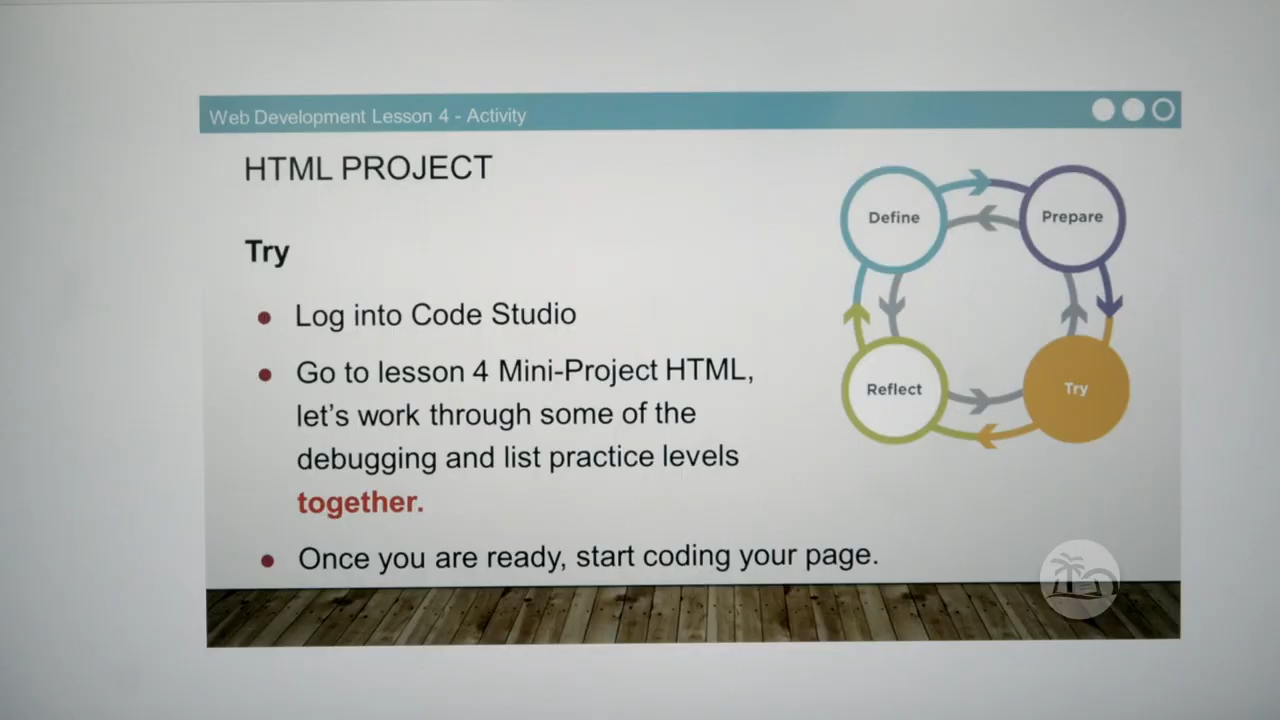 Web Development Lesson 4 - Activity
HTML PROJECT
Try
Log into Code Studio
Go to lesson 4 Mini-Project HTML,
let's work through some of the
debugging and list practice levels
together.
Once you are ready, start coding your page.
Define
Prepare
Reflect
Try